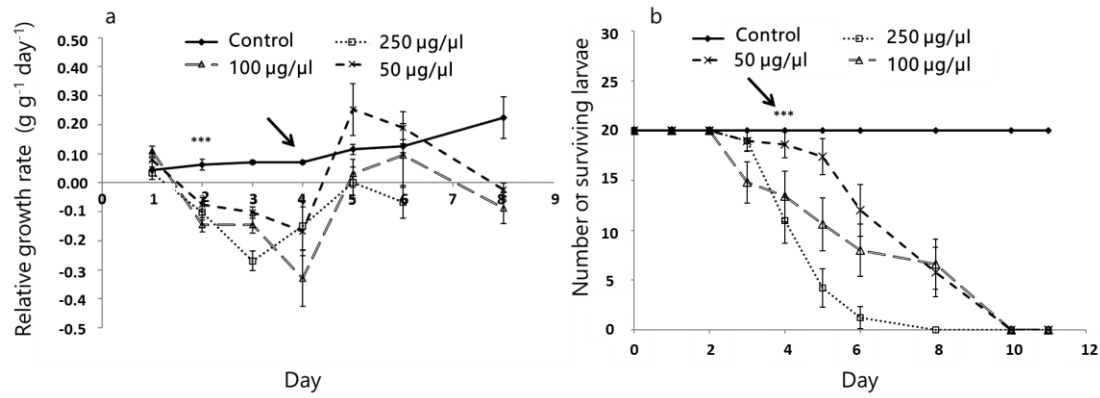 a
Control
250 µg/µl
100 µg/µl
50 µg/µl
Relative growth rate (g g⁻¹ day⁻¹)
0.50
0.40
0.30
0.20
0.10
0.00
-0.1
-0.2
-0.3
-0.4
-0.5
***
0 1 2 3 4 5 6 7 8 9
Day
b
Control
250 µg/µl
50 µg/µl
100 µg/µl
Number of surviving larvae
30
25
20
15
10
5
0
***
0 2 4 6 8 10 12
Day